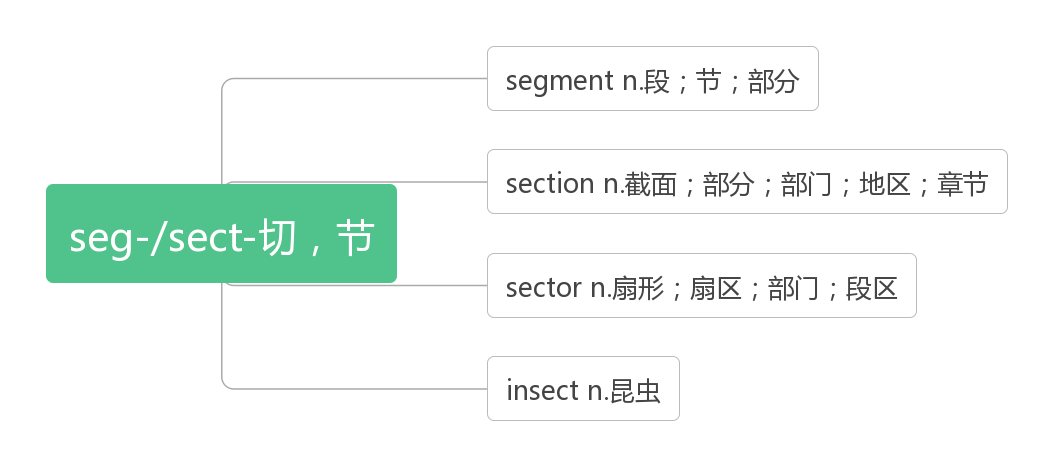 seg-/sect-切，节
segment n.段；节；部分
section n.截面；部分；部门；地区；章节
sector n.扇形；扇区；部门；段区
insect n.昆虫